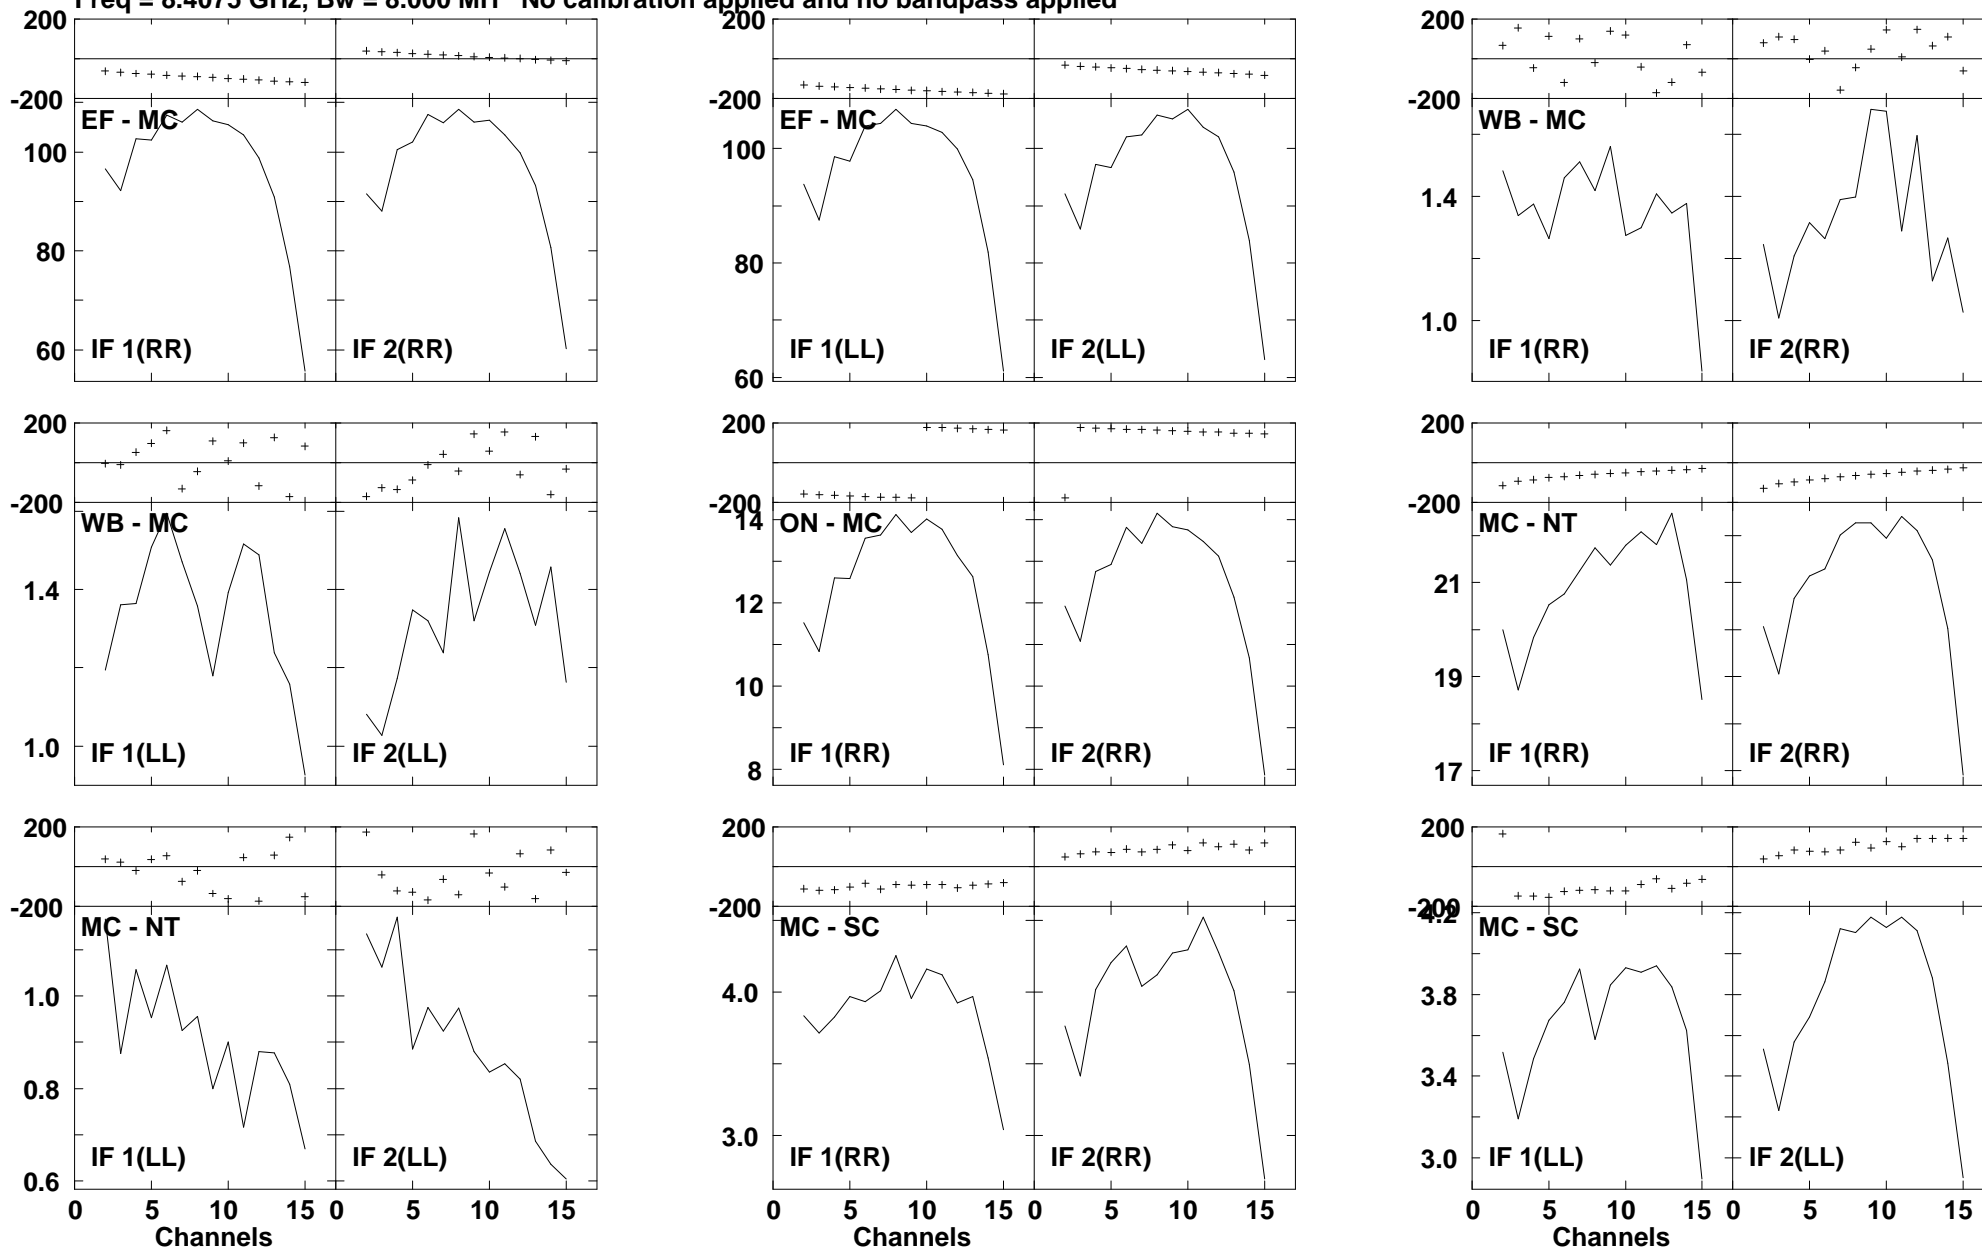 Freq = 8.4075 GHz, Bw = 8.000 MH No calibration applied and no bandpass applied
200
-200
EF - MC
100
80
60
IF 1(RR)
IF 2(RR)
EF - MC
100
80
60
IF 1(LL)
IF 2(LL)
200
-200
WB - MC
1.4
1.0
IF 1(RR)
IF 2(RR)
200
-200
WB - MC
1.4
1.0
IF 1(LL)
IF 2(LL)
200
-200
14
ON - MC
12
10
8
IF 1(RR)
IF 2(RR)
200
-200
MC - NT
21
19
17
IF 1(RR)
IF 2(RR)
200
-200
MC - NT
1.0
0.8
0.6
IF 1(LL)
IF 2(LL)
0 5 10 15 0 5 10 15
Channels
200
-200
MC - SC
4.0
3.0
IF 1(RR)
IF 2(RR)
0 5 10 15 0 5 10 15
Channels
200
-200
4.2
MC - SC
3.8
3.4
3.0
IF 1(LL)
IF 2(LL)
0 5 10 15 0 5 10 15
Channels